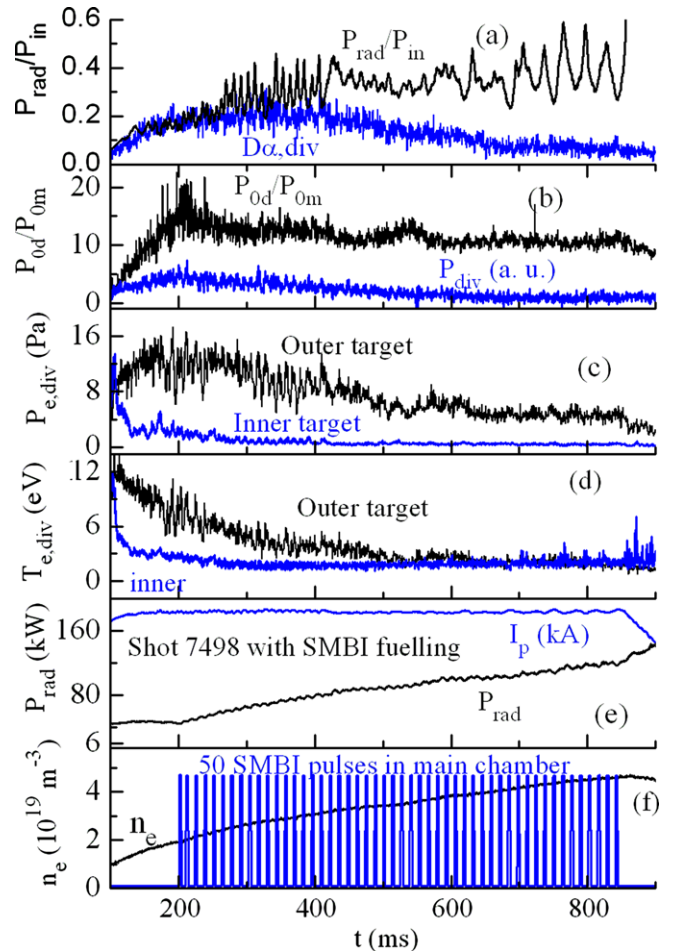 P_rad/P_in
0.6
0.4
0.2
0.0
P_rad/P_in
(a)
Dα,div
P_0d/P_0m
20
10
0
P_0d/P_0m
(b)
P_div (a. u.)
P_e,div (Pa)
16
12
8
4
0
Outer target
(c)
Inner target
T_e,div (eV)
12
6
3
0
Outer target
(d)
inner
P_rad (kW)
160
80
6
I_p (kA)
Shot 7498 with SMBI fuelling
P_rad
(e)
n_e (10^19 m^-3)
4
2
0
50 SMBI pulses in main chamber
(f)
n_e
200 400 600 800
t (ms)